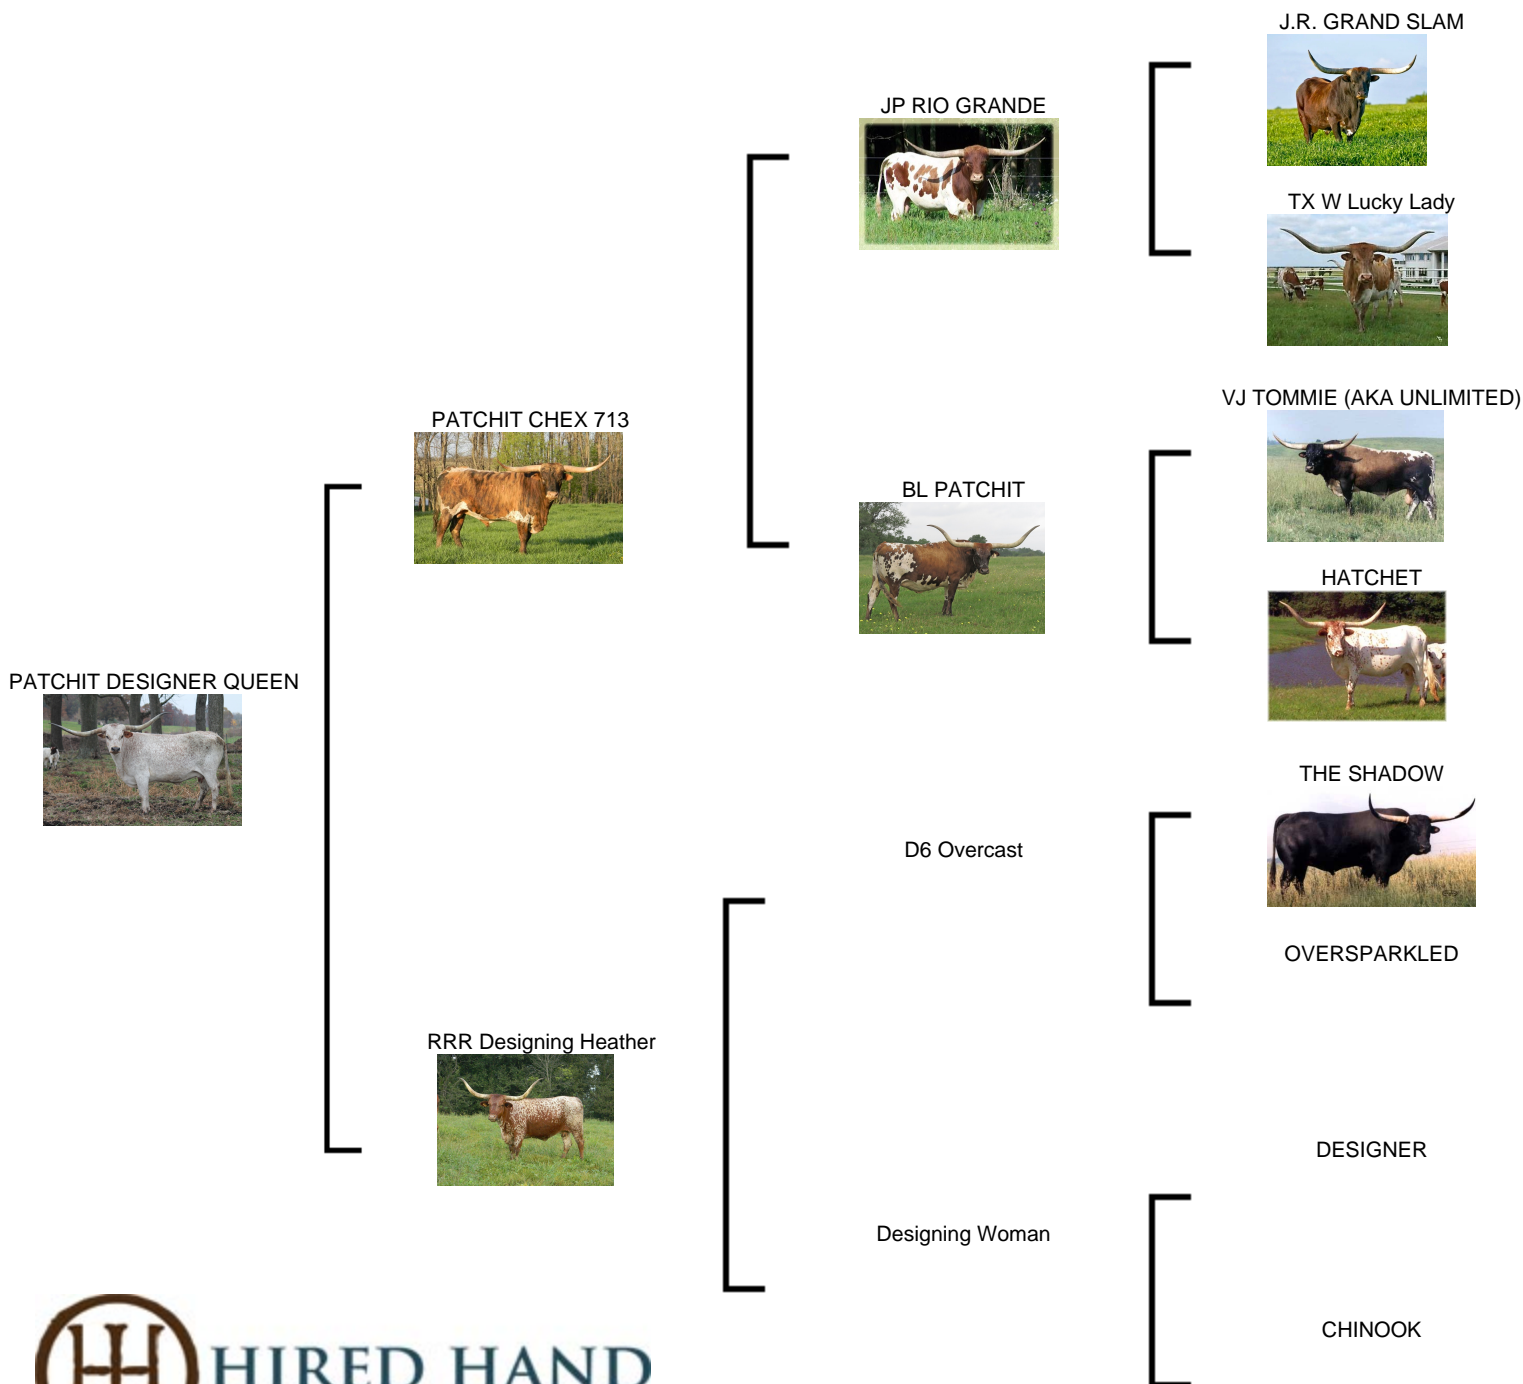 J.R. GRAND SLAM
JP RIO GRANDE
TX W Lucky Lady
VJ TOMMIE (AKA UNLIMITED)
PATCHIT CHEX 713
BL PATCHIT
HATCHET
PATCHIT DESIGNER QUEEN
THE SHADOW
D6 Overcast
OVERSPARKLED
RRR Designing Heather
DESIGNER
Designing Woman
CHINOOK
HIRED HAND